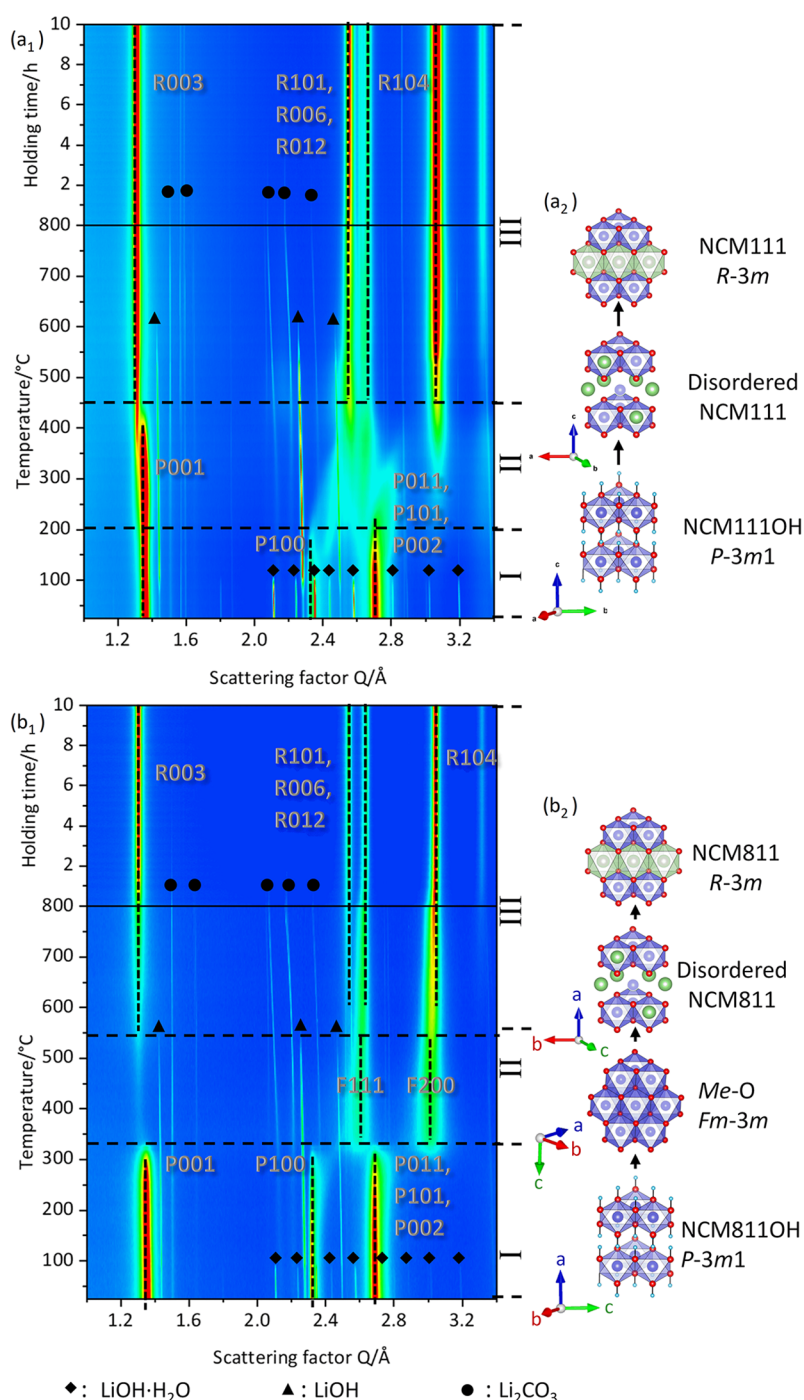 (a1)
10
8
6
4
2
800
700
600
500
400
300
200
100
Holding time/h
Temperature/°C
R003
R101,
R006,
R012
R104
P001
P100
P011,
P101,
P002
III
II
I
1.2 1.6 2.0 2.4 2.8 3.2
Scattering factor Q/Å
(a2)
NCM111
R-3m
Disordered
NCM111
c
a
b
NCM111OH
P-3m1
c
a
b
(b1)
10
8
6
4
2
800
700
600
500
400
300
200
100
Holding time/h
Temperature/°C
R003
R101,
R006,
R012
R104
F111
F200
P001
P100
P011,
P101,
P002
III
II
I
1.2 1.6 2.0 2.4 2.8 3.2
Scattering factor Q/Å
(b2)
NCM811
R-3m
Disordered
NCM811
a
b
c
Me-O
Fm-3m
a
b
c
NCM811OH
P-3m1
a
b
c
◆ : LiOH·H2O ▲ : LiOH ● : Li2CO3